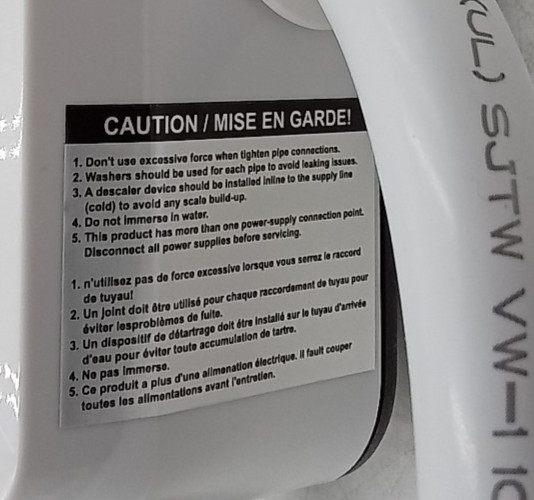 CAUTION / MISE EN GARDE!
1. Don't use excessive force when tighten pipe connections.
2. Washers should be used for each pipe to avoid leaking issues.
3. A descaler device should be installed inline to the supply line
(cold) to avoid any scale build-up.
4. Do not immerse in water.
5. This product has more than one power-supply connection point.
Disconnect all power supplies before servicing.
1. n'utilisez pas de force excessive lorsque vous serrez le raccord
de tuyau!
2. Un joint doit être utilisé pour chaque raccordement de tuyau pour
éviter lesproblèmes de fuite.
3. Un dispositif de détartrage doit être installé sur le tuyau d'arrivée
d'eau pour éviter toute accumulation de tartre.
4. Ne pas immerse.
5. Ce produit a plus d'une alimenation électrique. il fault couper
toutes les alimentations avant l'entretien.
(UL) SJTW VW-1